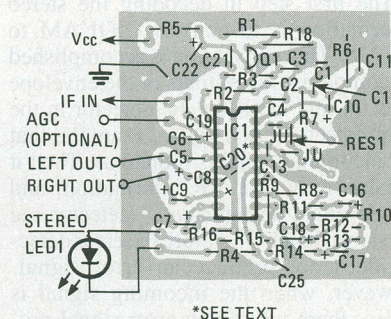 R5 R1
Vcc R18
+ C21 Q1 C3 R6
C22 R3 C2 C1 C11
IF IN R2 C4 C10 C1
C19 R7 +
AGC C6 + IC1 JU RES1
(OPTIONAL) C20* JU
LEFT OUT C5 C13
RIGHT OUT + C8 R9 R8 C16
+C9 + R11 + R10
STEREO C7 R12
LED1 R16 R15 C18 R13
R4 R14 + C17
C25
*SEE TEXT